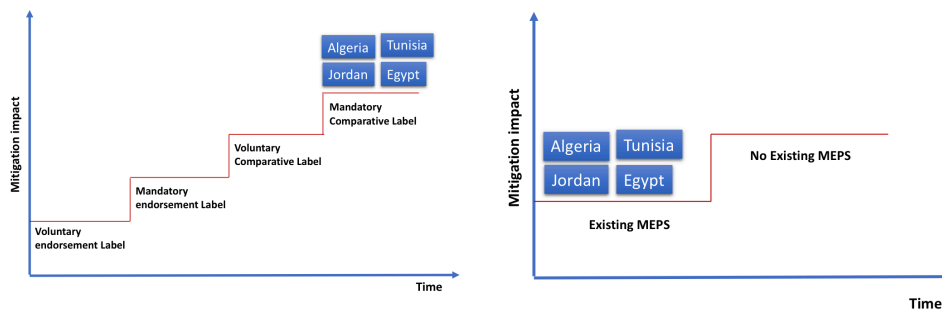 Algeria
Tunisia
Jordan
Egypt
Mandatory
Comparative Label
Voluntary
Comparative Label
Mandatory
endorsement Label
Voluntary
endorsement Label
Mitigation impact
Time
Algeria
Tunisia
Jordan
Egypt
No Existing MEPS
Existing MEPS
Mitigation impact
Time